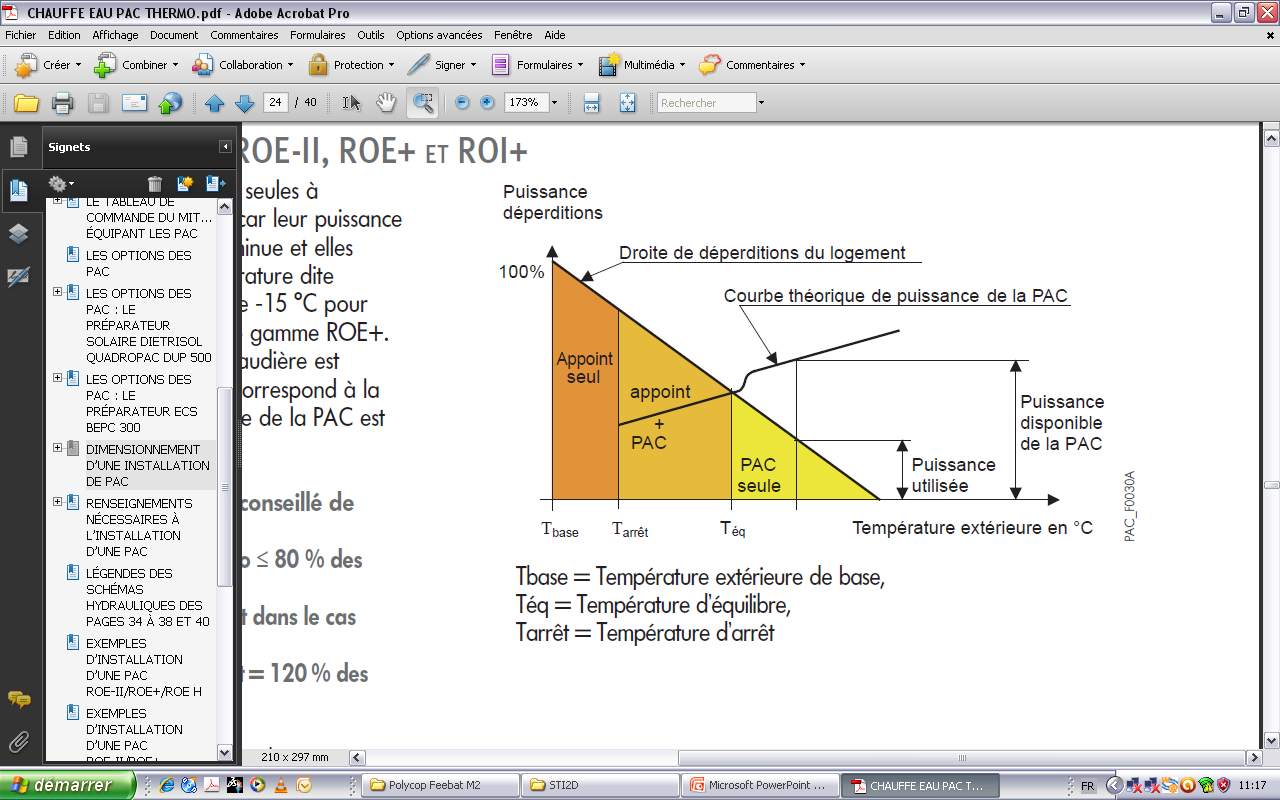 CHAUFFE EAU PAC THERMO.pdf - Adobe Acrobat Pro
Fichier Edition Affichage Document Commentaires Formulaires Outils Options avancées Fenêtre Aide
Créer Combiner Collaboration Protection Signer Formulaires Multimédia Commentaires
24 / 40 173% Rechercher
Signets
LE TABLEAU DE
COMMANDE DU MIT...
ÉQUIPANT LES PAC
LES OPTIONS DES
PAC
LES OPTIONS DES
PAC : LE
PRÉPARATEUR
SOLAIRE DIETRISOL
QUADROPAC DUP 500
LES OPTIONS DES
PAC : LE
PRÉPARATEUR ECS
BEPC 300
DIMENSIONNEMENT
D'UNE INSTALLATION
DE PAC
RENSEIGNEMENTS
NÉCESSAIRES À
L'INSTALLATION
D'UNE PAC
LÉGENDES DES
SCHÉMAS
HYDRAULIQUES DES
PAGES 34 À 38 ET 40
EXEMPLES
D'INSTALLATION
D'UNE PAC
ROE-II/ROE+/ROE H
EXEMPLES
D'INSTALLATION
D'UNE PAC
ROE-II/ROE+
ROE-II, ROE+ ET ROI+
seules à
car leur puissance
inue et elles
ature dite
-15 °C pour
gamme ROE+.
audière est
orrespond à la
de la PAC est
conseillé de
≤ 80 % des
dans le cas
= 120 % des
Puissance
déperditions
100%
Droite de déperditions du logement
Courbe théorique de puissance de la PAC
Appoint
seul
appoint
+
PAC
PAC
seule
Puissance
utilisée
Puissance
disponible
de la PAC
PAC_F0030A
Tbase Tarrêt Téq Température extérieure en °C
Tbase = Température extérieure de base,
Téq = Température d'équilibre,
Tarrêt = Température d'arrêt
210 x 297 mm
démarrer Polycop Feebat M2 STI2D Microsoft PowerPoint ... CHAUFFE EAU PAC T... FR 11:17